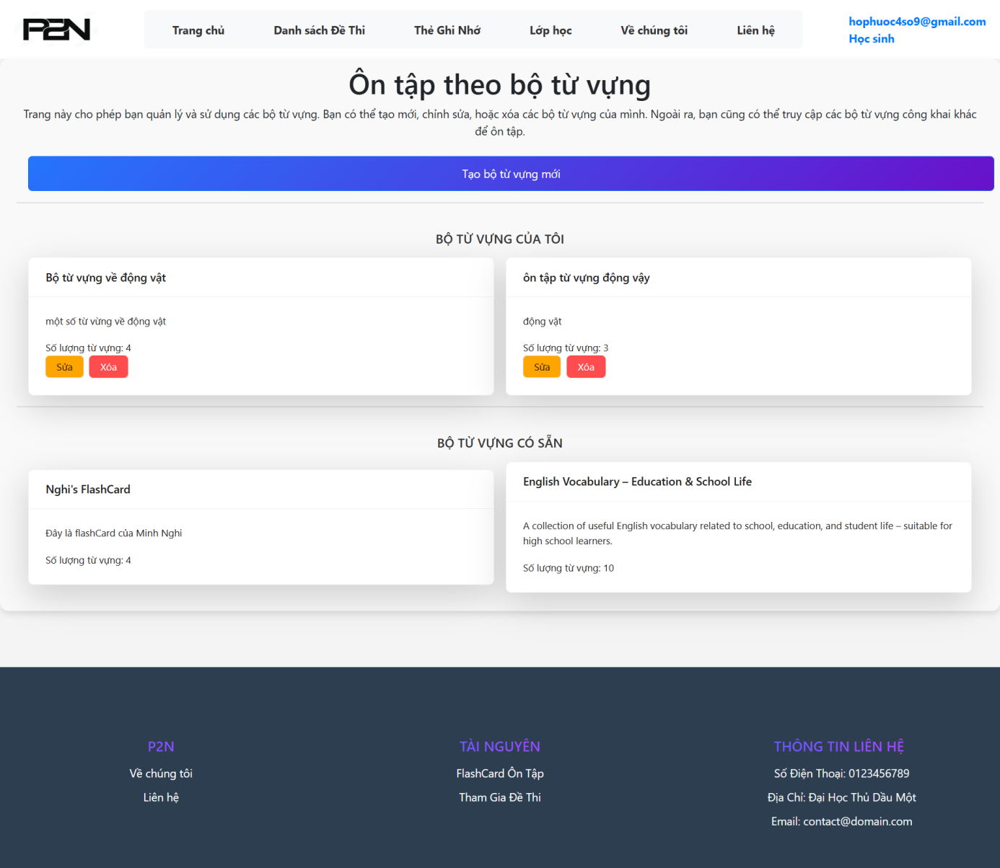 P2N
Trang chủ
Danh sách Đề Thi
Thẻ Ghi Nhớ
Lớp học
Về chúng tôi
Liên hệ
hophuoc4so9@gmail.com
Học sinh
Ôn tập theo bộ từ vựng
Trang này cho phép bạn quản lý và sử dụng các bộ từ vựng. Bạn có thể tạo mới, chỉnh sửa, hoặc xóa các bộ từ vựng của mình. Ngoài ra, bạn cũng có thể truy cập các bộ từ vựng công khai khác
để ôn tập.
Tạo bộ từ vựng mới
BỘ TỪ VỰNG CỦA TÔI
Bộ từ vựng về động vật
một số từ vừng về động vật
Số lượng từ vựng: 4
Sửa
Xóa
ôn tập từ vựng động vậy
động vật
Số lượng từ vựng: 3
Sửa
Xóa
BỘ TỪ VỰNG CÓ SẴN
Nghi's FlashCard
Đây là flashCard của Minh Nghi
Số lượng từ vựng: 4
English Vocabulary – Education & School Life
A collection of useful English vocabulary related to school, education, and student life – suitable for
high school learners.
Số lượng từ vựng: 10
P2N
Về chúng tôi
Liên hệ
TÀI NGUYÊN
FlashCard Ôn Tập
Tham Gia Đề Thi
THÔNG TIN LIÊN HỆ
Số Điện Thoại: 0123456789
Địa Chỉ: Đại Học Thủ Dầu Một
Email: contact@domain.com